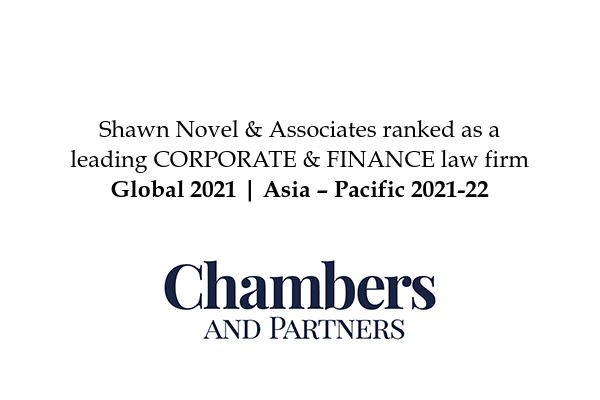 Shawn Novel & Associates ranked as a
leading CORPORATE & FINANCE law firm
Global 2021 | Asia – Pacific 2021-22
Chambers
AND PARTNERS